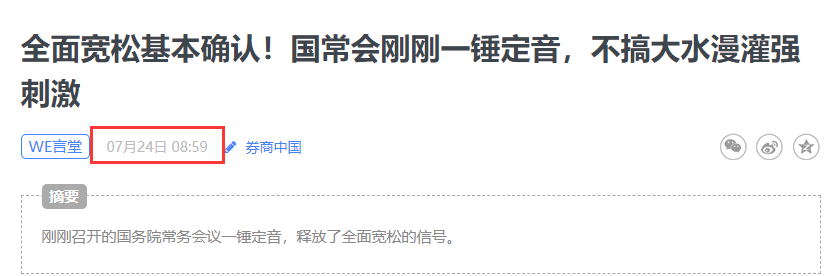 全面宽松基本确认！国常会刚刚一锤定音，不搞大水漫灌强
刺激
WE言堂 07月24日 08:59 券商中国
摘要
刚刚召开的国务院常务会议一锤定音，释放了全面宽松的信号。